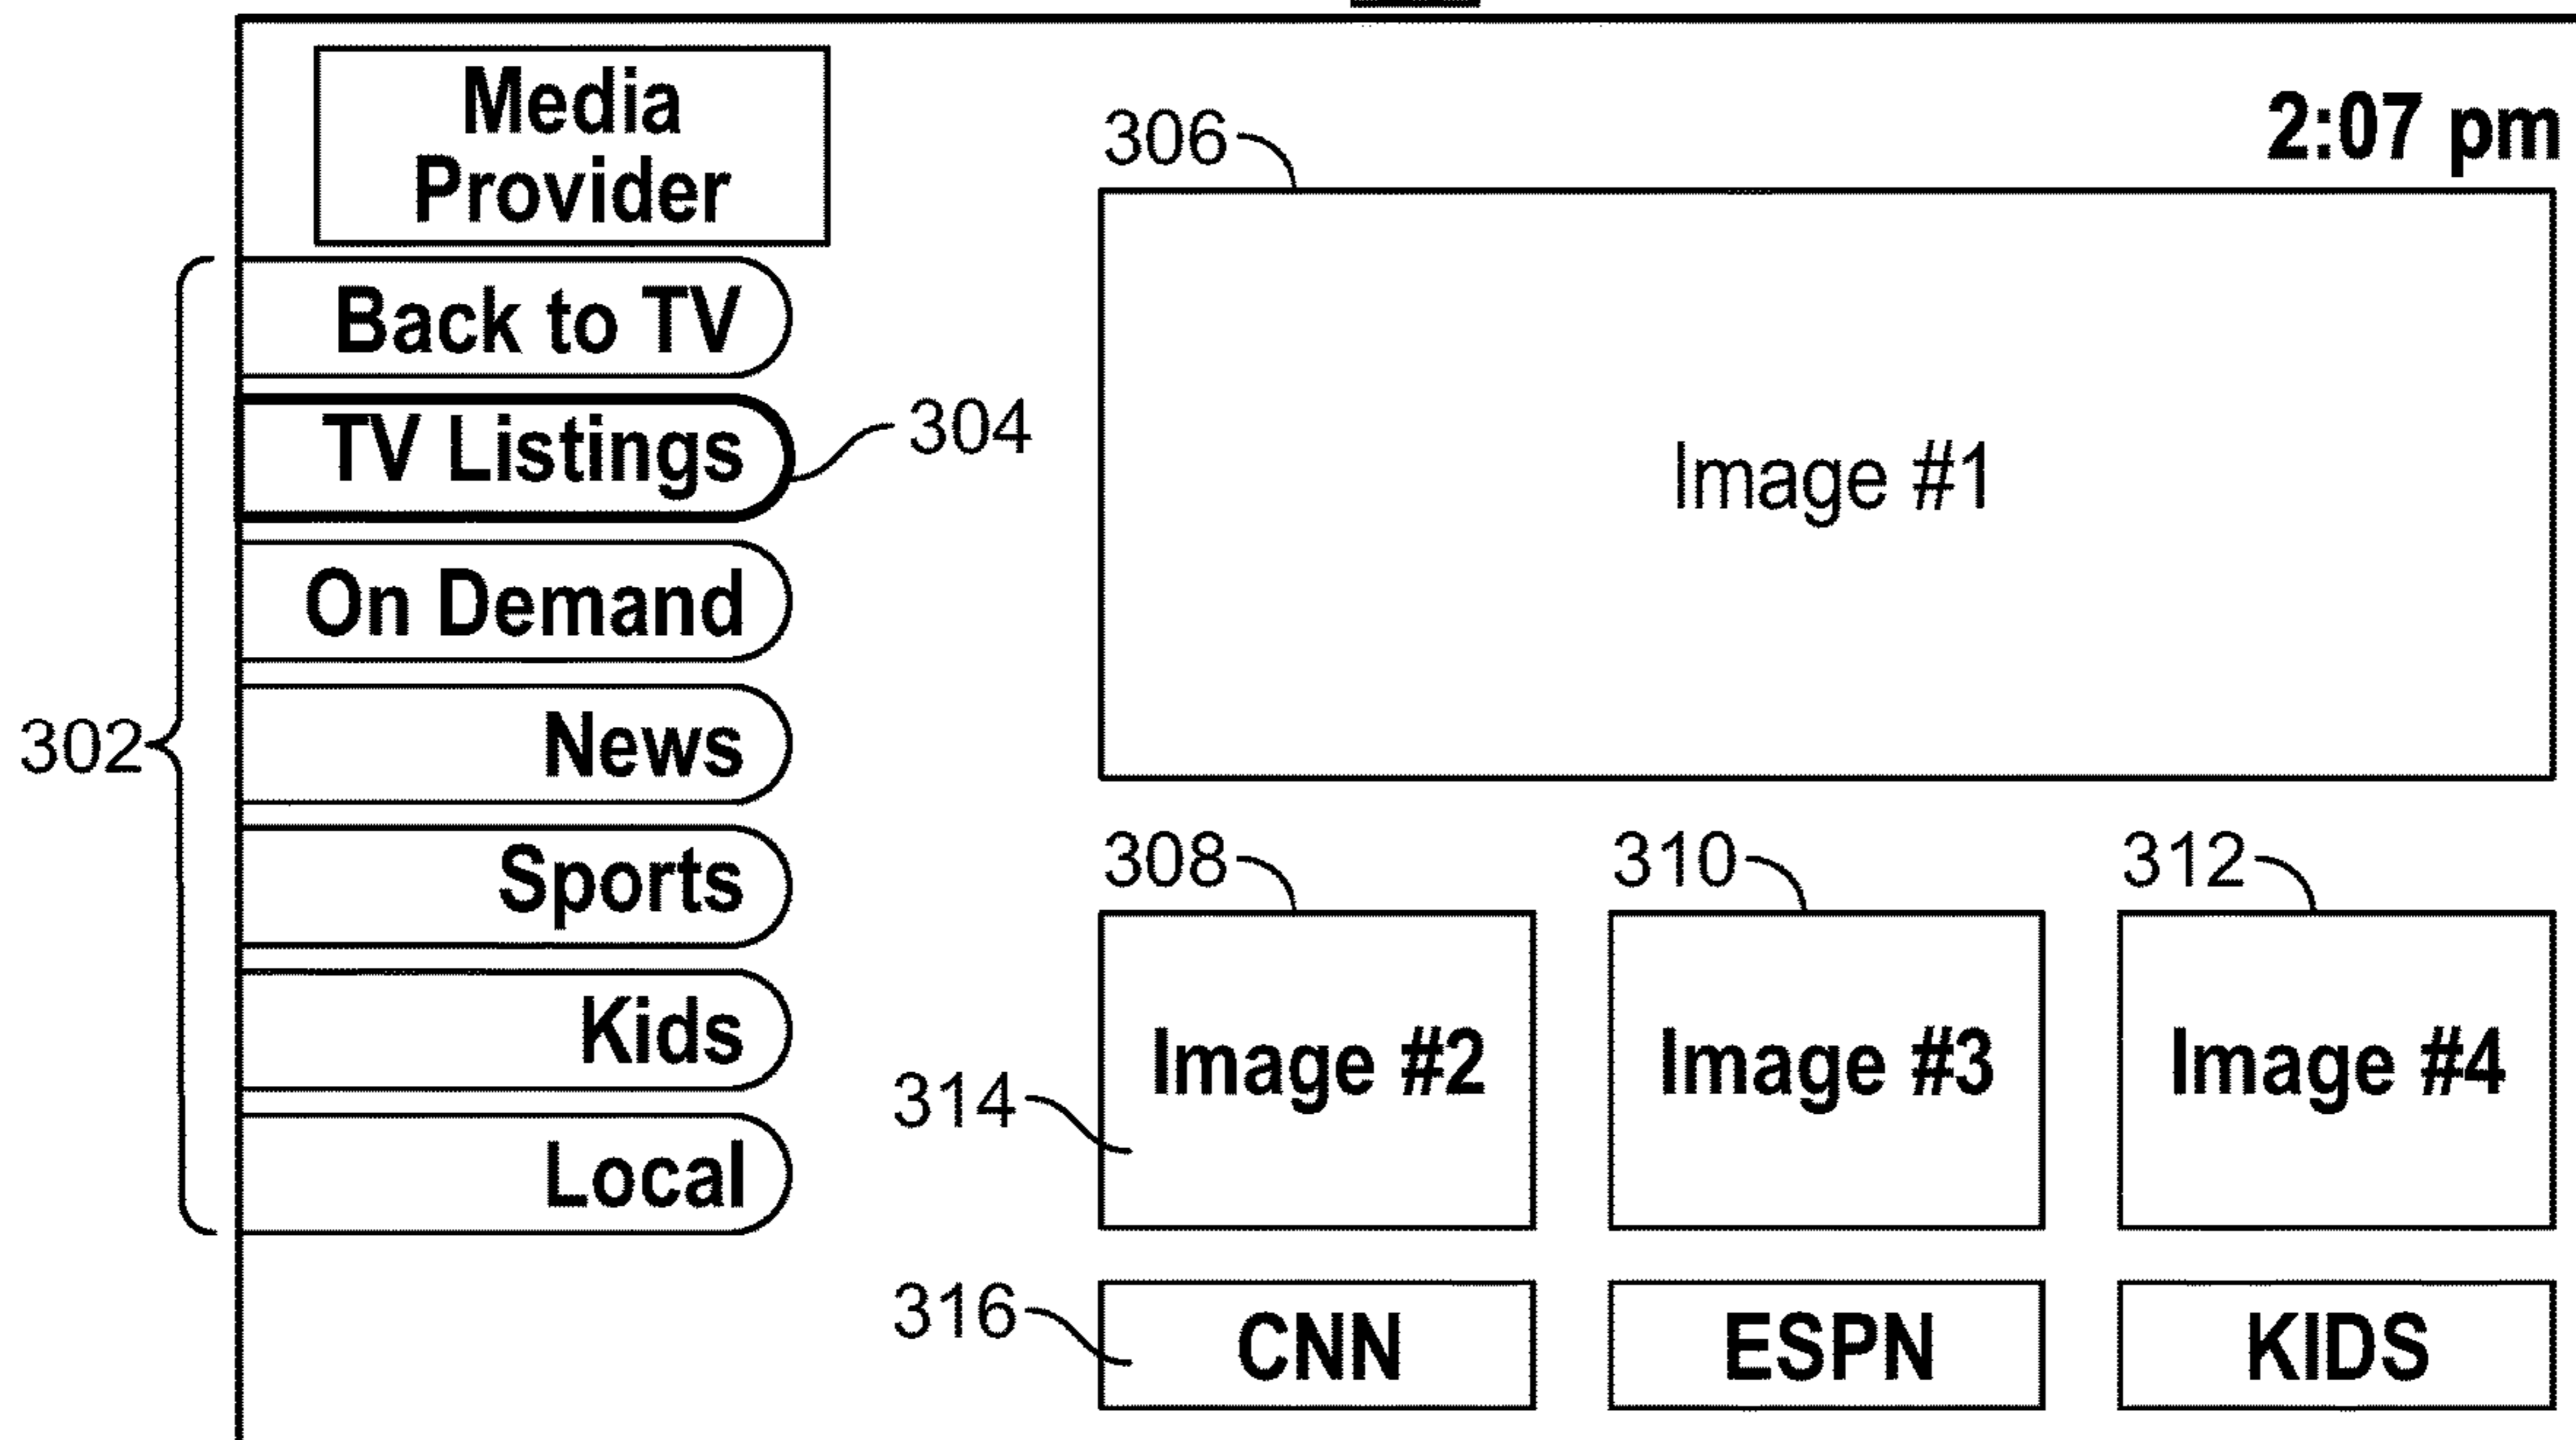 Media
Provider
2:07 pm
306
Back to TV
TV Listings
304
Image #1
On Demand
302
News
Sports
308
310
312
Kids
Image #2
Image #3
Image #4
314
Local
316
CNN
ESPN
KIDS